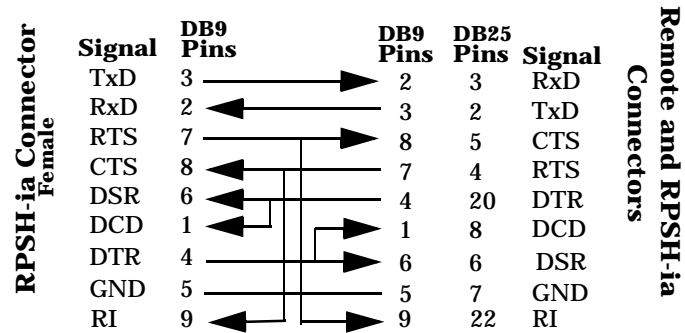 RPSH-ia Connector
Female
Signal DB9 Pins DB9 Pins DB25 Pins Signal
TxD 3 2 3 RxD
RxD 2 3 2 TxD
RTS 7 8 5 CTS
CTS 8 7 4 RTS
DSR 6 4 20 DTR
DCD 1 1 8 DCD
DTR 4 6 6 DSR
GND 5 5 7 GND
RI 9 9 22 RI
Remote and RPSH-ia
Connectors